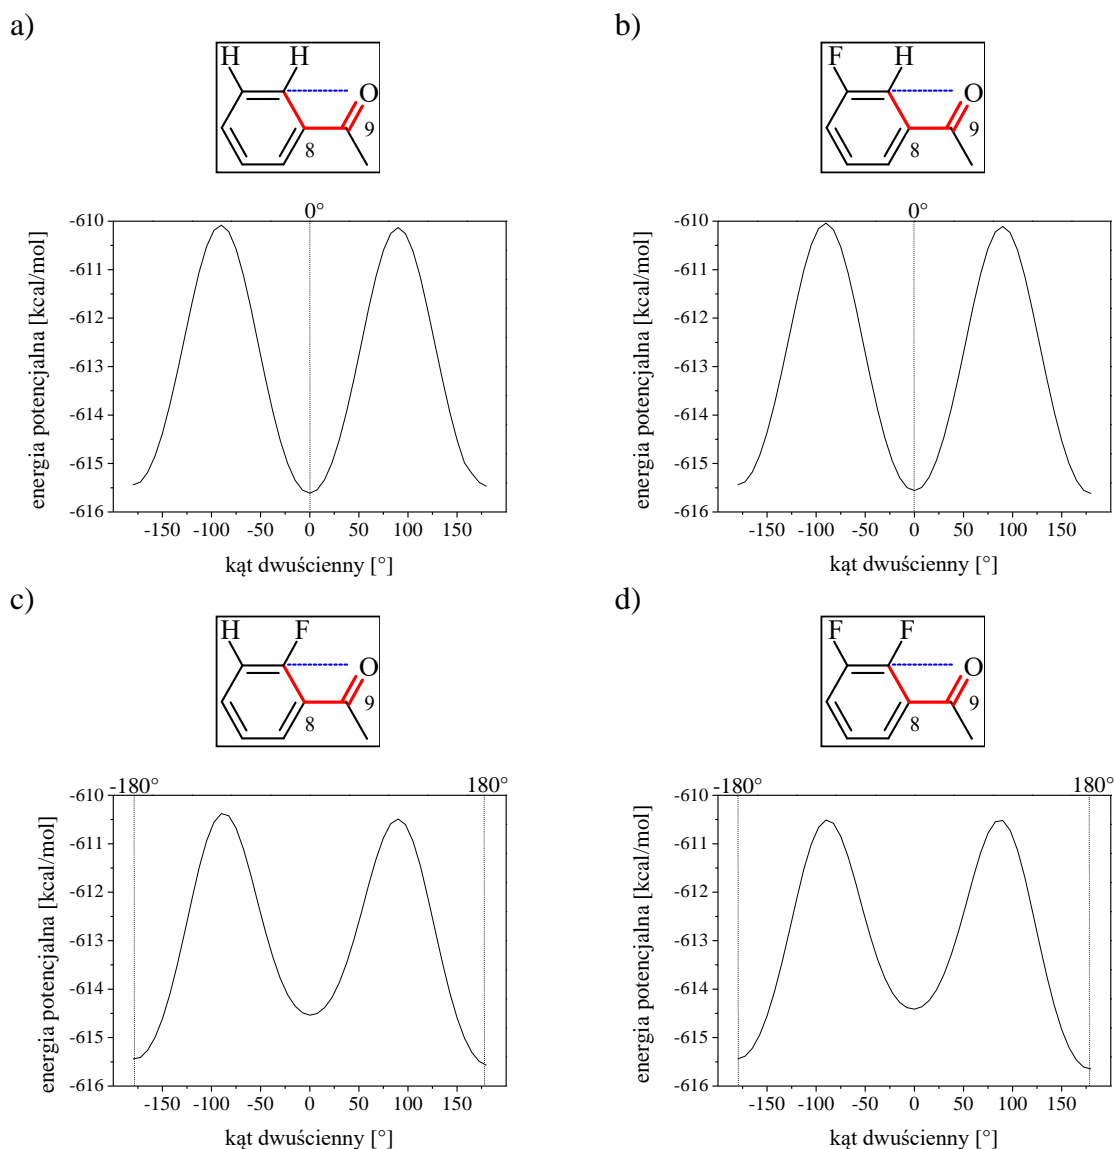 a)
H H
O
9
8
0°
-610
-611
-612
-613
-614
-615
-616
energia potencjalna [kcal/mol]
-150 -100 -50 0 50 100 150
kąt dwuścienny [°]
b)
F H
O
9
8
0°
-610
-611
-612
-613
-614
-615
-616
energia potencjalna [kcal/mol]
-150 -100 -50 0 50 100 150
kąt dwuścienny [°]
c)
H F
O
9
8
-180° 180°
-610
-611
-612
-613
-614
-615
-616
energia potencjalna [kcal/mol]
-150 -100 -50 0 50 100 150
kąt dwuścienny [°]
d)
F F
O
9
8
-180° 180°
-610
-611
-612
-613
-614
-615
-616
energia potencjalna [kcal/mol]
-150 -100 -50 0 50 100 150
kąt dwuścienny [°]